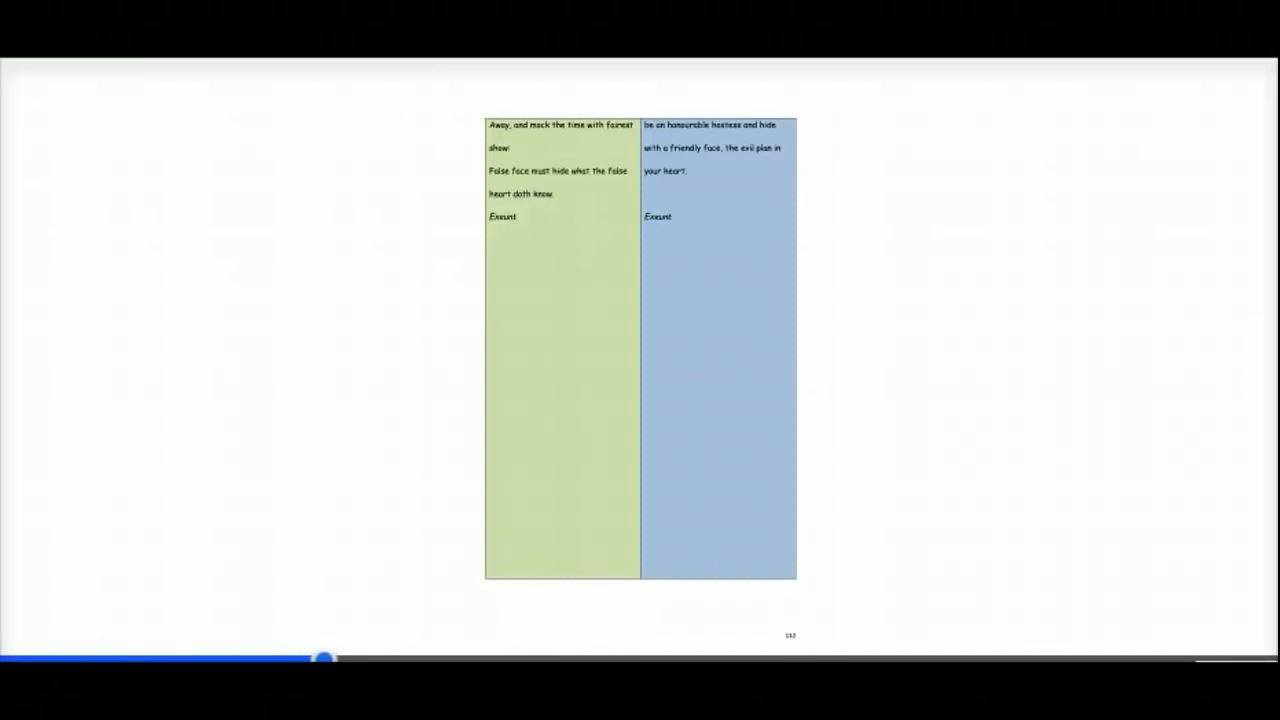 Away, and mock the time with fairest
show:
False face must hide what the false
heart doth know.
Exeunt
be an honourable hostess and hide
with a friendly face, the evil plan in
your heart.
Exeunt
112